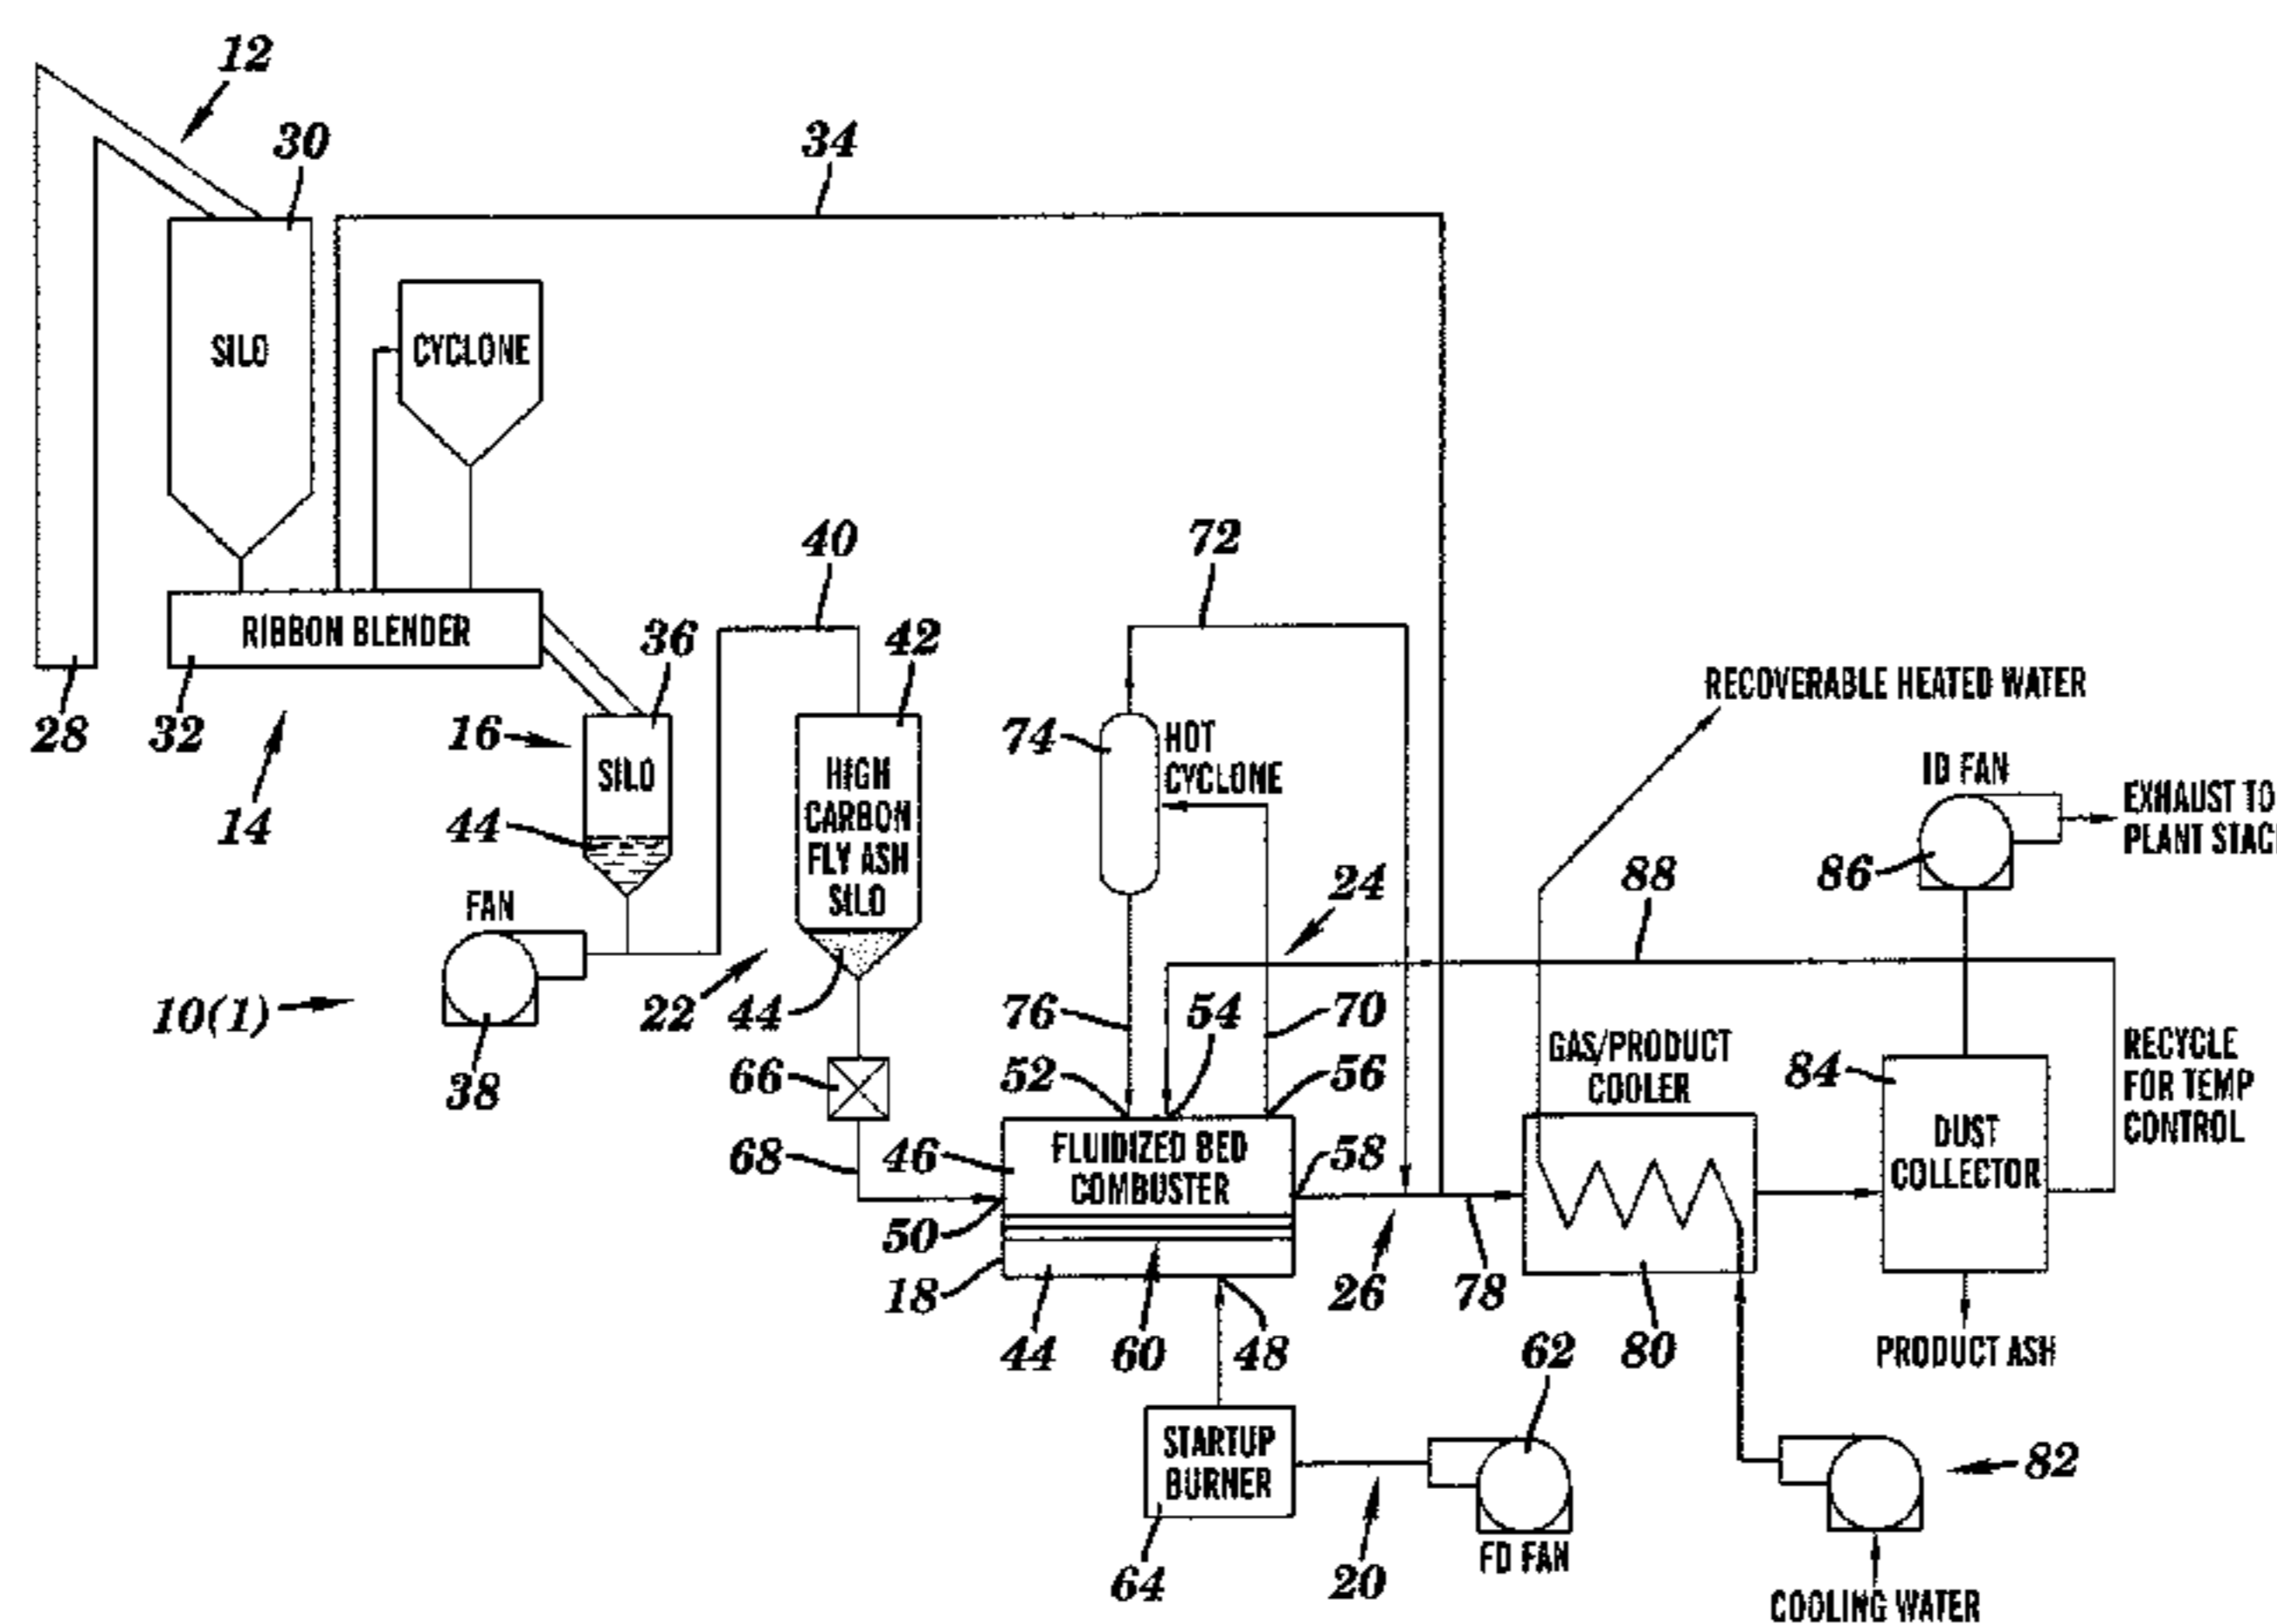 12
30
34
SILO
CYCLONE
40
72
RIBBON BLENDER
36
42
RECOVERABLE HEATED WATER
28
32
16
74
HOT
CYCLONE
SILO
HIGH
CARBON
FLY ASH
SILO
ID FAN
14
44
EXHAUST TO
86
88
24
FAN
10(1)
22
44
76
54
70
38
66
52
56
GAS/PRODUCT
COOLER
84
RECYCLE
FOR TEMP
CONTROL
68
46
FLUIDIZED BED
COMBUSTER
58
DUST
COLLECTOR
50
18
26
78
44
60
48
62
80
PRODUCT ASH
STARTUP
BURNER
82
64
20
FD FAN
COOLING WATER
PLANT